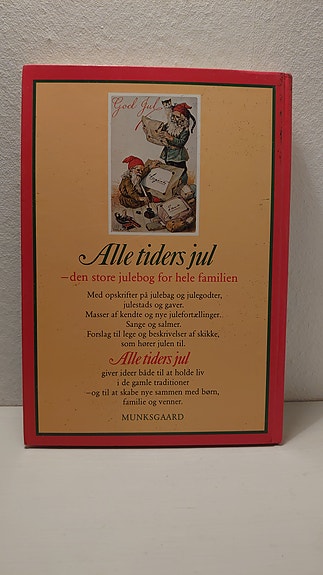 God Jul
Alle tiders jul
– den store julebog for hele familien
Med opskrifter på julebag og julegodter,
julestads og gaver.
Masser af kendte og nye julefortællinger.
Sange og salmer.
Forslag til lege og beskrivelser af skikke,
som hører julen til.
Alle tiders jul
giver ideer både til at holde liv
i de gamle traditioner
– og til at skabe nye sammen med børn,
familie og venner.
MUNKSGAARD